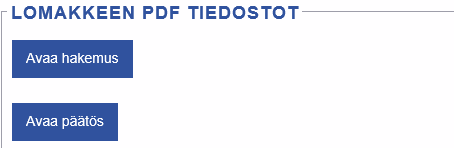 LOMAKKEEN PDF TIEDOSTOT
Avaa hakemus
Avaa päätös